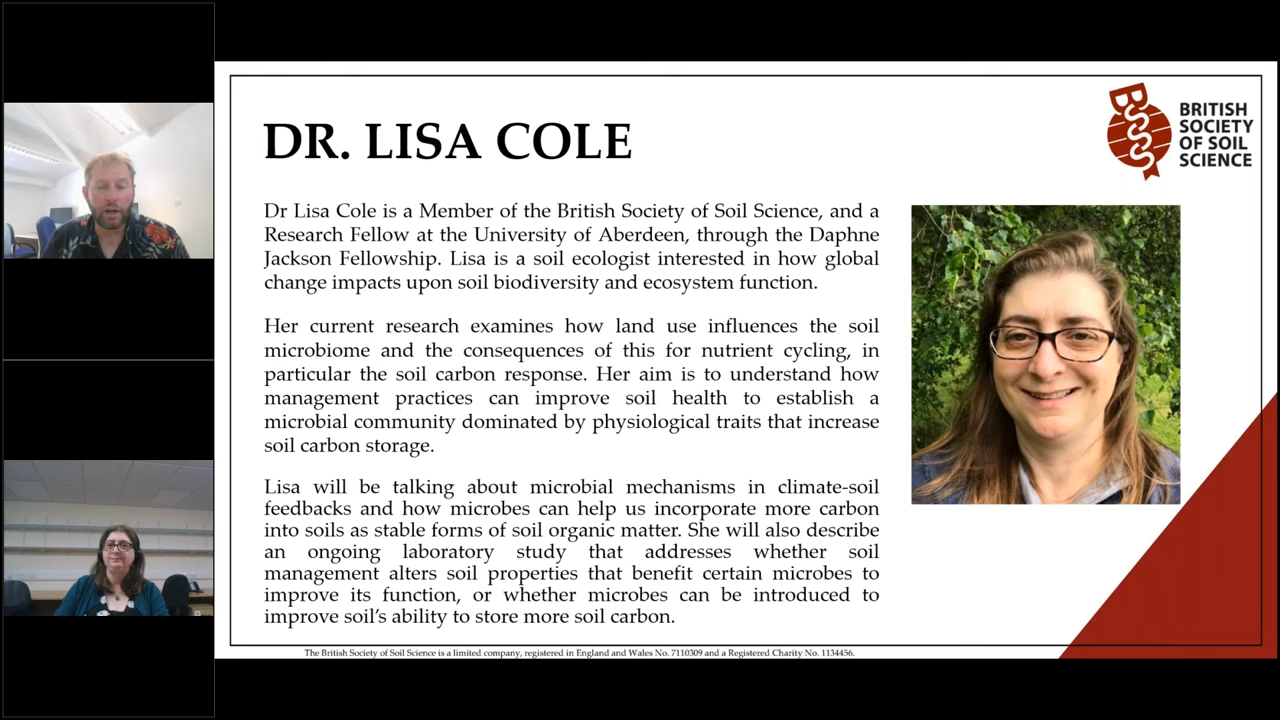 DR. LISA COLE
BSSS
BRITISH
SOCIETY
OF SOIL
SCIENCE
Dr Lisa Cole is a Member of the British Society of Soil Science, and a
Research Fellow at the University of Aberdeen, through the Daphne
Jackson Fellowship. Lisa is a soil ecologist interested in how global
change impacts upon soil biodiversity and ecosystem function.
Her current research examines how land use influences the soil
microbiome and the consequences of this for nutrient cycling, in
particular the soil carbon response. Her aim is to understand how
management practices can improve soil health to establish a
microbial community dominated by physiological traits that increase
soil carbon storage.
Lisa will be talking about microbial mechanisms in climate-soil
feedbacks and how microbes can help us incorporate more carbon
into soils as stable forms of soil organic matter. She will also describe
an ongoing laboratory study that addresses whether soil
management alters soil properties that benefit certain microbes to
improve its function, or whether microbes can be introduced to
improve soil's ability to store more soil carbon.
The British Society of Soil Science is a limited company, registered in England and Wales No. 7110309 and a Registered Charity No. 1134456.